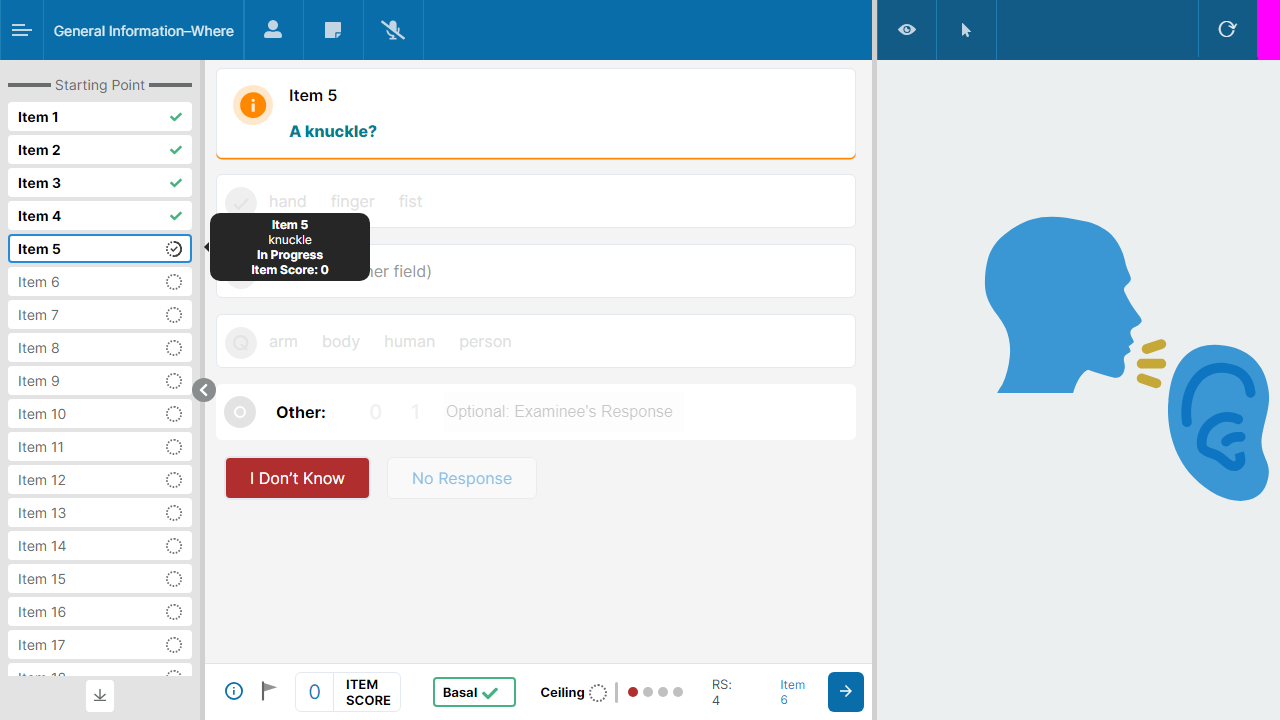 General Information–Where
Starting Point
Item 1
Item 2
Item 3
Item 4
Item 5
Item 6
Item 7
Item 8
Item 9
Item 10
Item 11
Item 12
Item 13
Item 14
Item 15
Item 16
Item 17
Item 5
A knuckle?
hand finger fist
Item 5
knuckle
In Progress
Item Score: 0
her field)
Q arm body human person
Other: 0 1 Optional: Examinee's Response
I Don't Know
No Response
0 ITEM SCORE
Basal
Ceiling
RS: 4
Item 6